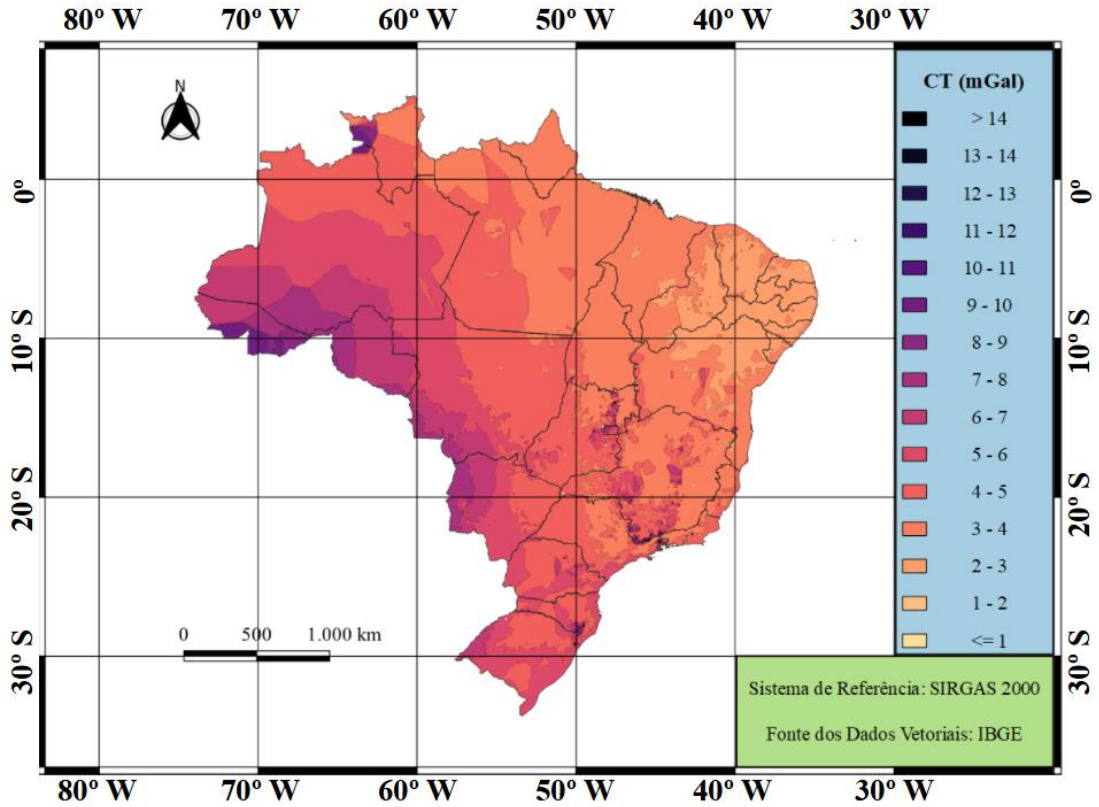 80º W 70º W 60º W 50º W 40º W 30º W
N
CT (mGal)
> 14
13 - 14
12 - 13
11 - 12
10 - 11
9 - 10
8 - 9
7 - 8
6 - 7
5 - 6
4 - 5
3 - 4
2 - 3
1 - 2
<= 1
0º
10º S
20º S
30º S
0º
10º S
20º S
30º S
0 500 1.000 km
Sistema de Referência: SIRGAS 2000
Fonte dos Dados Vetoriais: IBGE
80º W 70º W 60º W 50º W 40º W 30º W